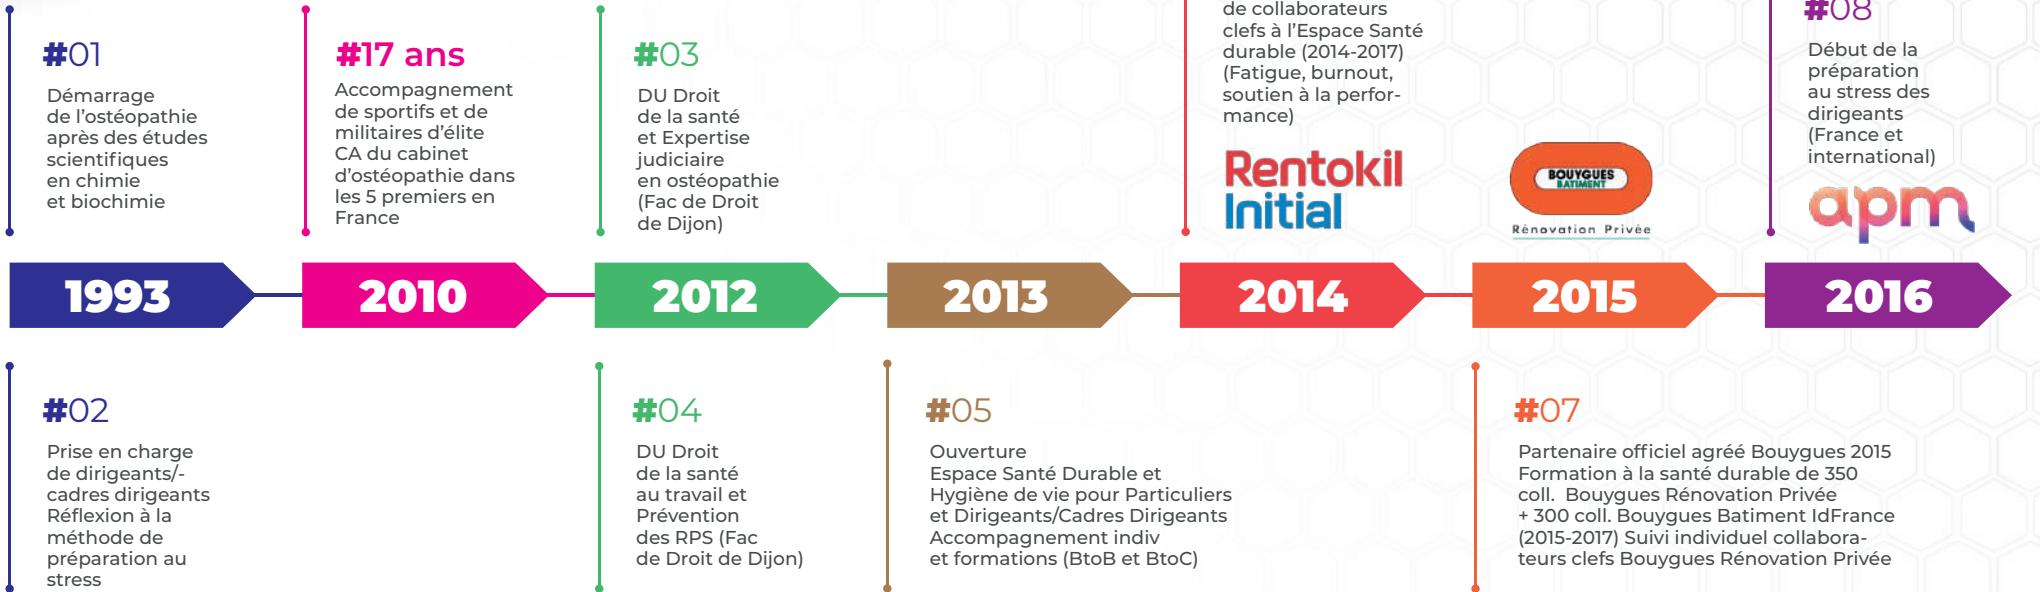 #01
Démarrage
de l’ostéopathie
après des études
scientifiques
en chimie
et biochimie
#17 ans
Accompagnement
de sportifs et de
militaires d’élite
CA du cabinet
d’ostéopathie dans
les 5 premiers en
France
#03
DU Droit
de la santé
et Expertise
judiciaire
en ostéopathie
(Fac de Droit
de Dijon)
de collaborateurs
clefs à l’Espace Santé
durable (2014-2017)
(Fatigue, burnout,
soutien à la perfor-
mance)
Rentokil
Initial
BOUYGUES
BATIMENT
Rénovation Privée
#08
Début de la
préparation
au stress des
dirigeants
(France et
international)
apm
1993
2010
2012
2013
2014
2015
2016
#02
Prise en charge
de dirigeants/-
cadres dirigeants
Réflexion à la
méthode de
préparation au
stress
#04
DU Droit
de la santé
au travail et
Prévention
des RPS (Fac
de Droit de Dijon)
#05
Ouverture
Espace Santé Durable et
Hygiène de vie pour Particuliers
et Dirigeants/Cadres Dirigeants
Accompagnement indiv
et formations (BtoB et BtoC)
#07
Partenaire officiel agréé Bouygues 2015
Formation à la santé durable de 350
coll. Bouygues Rénovation Privée
+ 300 coll. Bouygues Batiment IdFrance
(2015-2017) Suivi individuel collabora-
teurs clefs Bouygues Rénovation Privée